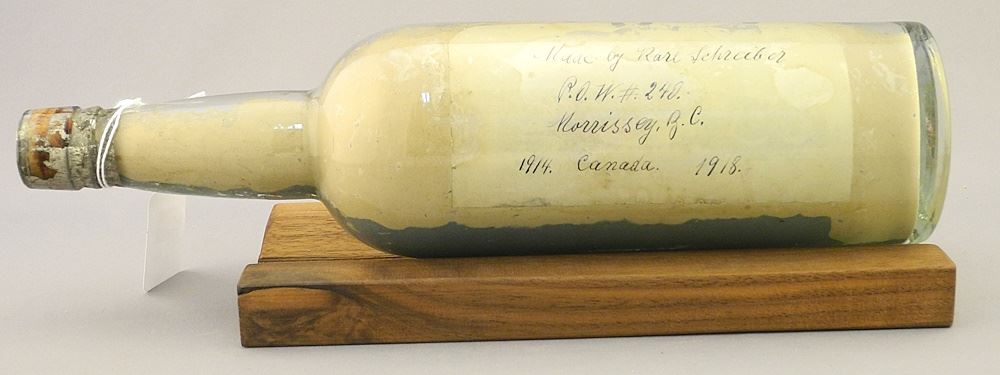 Made by Karl Schreiber
P.O.W. #. 240.
Morrissey, B.C.
1914. Canada. 1918.